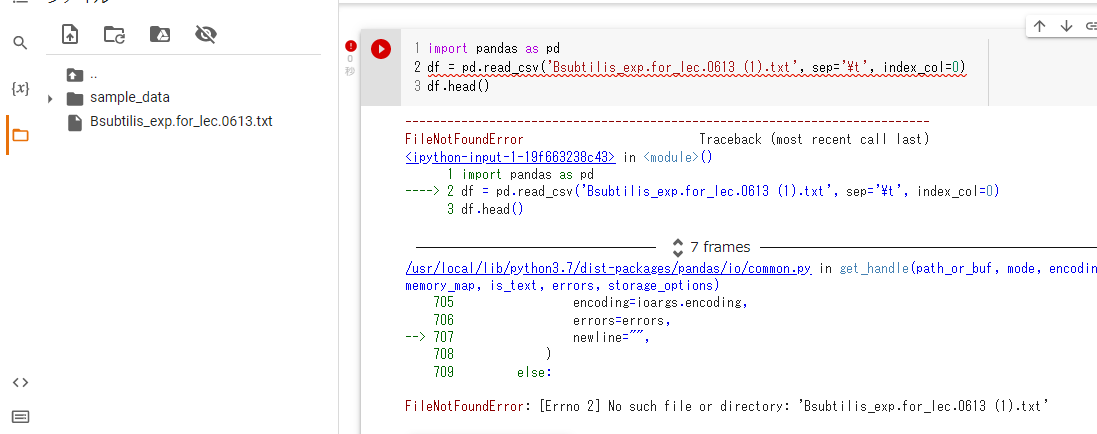 {x}
..
sample_data
Bsubtilis_exp.for_lec.0613.txt
0
秒
1 import pandas as pd
2 df = pd.read_csv('Bsubtilis_exp.for_lec.0613 (1).txt', sep='¥t', index_col=0)
3 df.head()
---------------------------------------------------------------------------
FileNotFoundError Traceback (most recent call last)
<ipython-input-1-19f663238c43> in <module>()
1 import pandas as pd
----> 2 df = pd.read_csv('Bsubtilis_exp.for_lec.0613 (1).txt', sep='¥t', index_col=0)
3 df.head()
7 frames
/usr/local/lib/python3.7/dist-packages/pandas/io/common.py in get_handle(path_or_buf, mode, encodin
memory_map, is_text, errors, storage_options)
705 encoding=ioargs.encoding,
706 errors=errors,
--> 707 newline="",
708 )
709 else:
FileNotFoundError: [Errno 2] No such file or directory: 'Bsubtilis_exp.for_lec.0613 (1).txt'